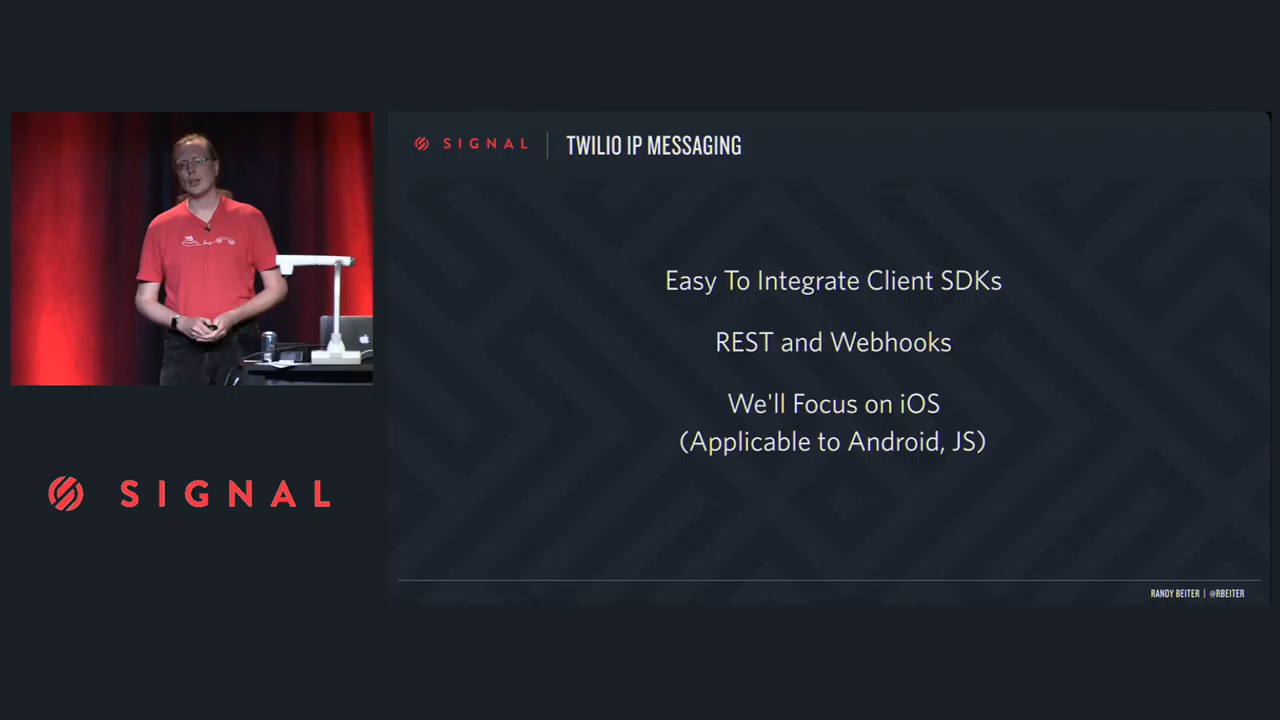 SIGNAL
TWILIO IP MESSAGING
Easy To Integrate Client SDKs
REST and Webhooks
We'll Focus on iOS
(Applicable to Android, JS)
SIGNAL
RANDY BEITER | @RBEITER